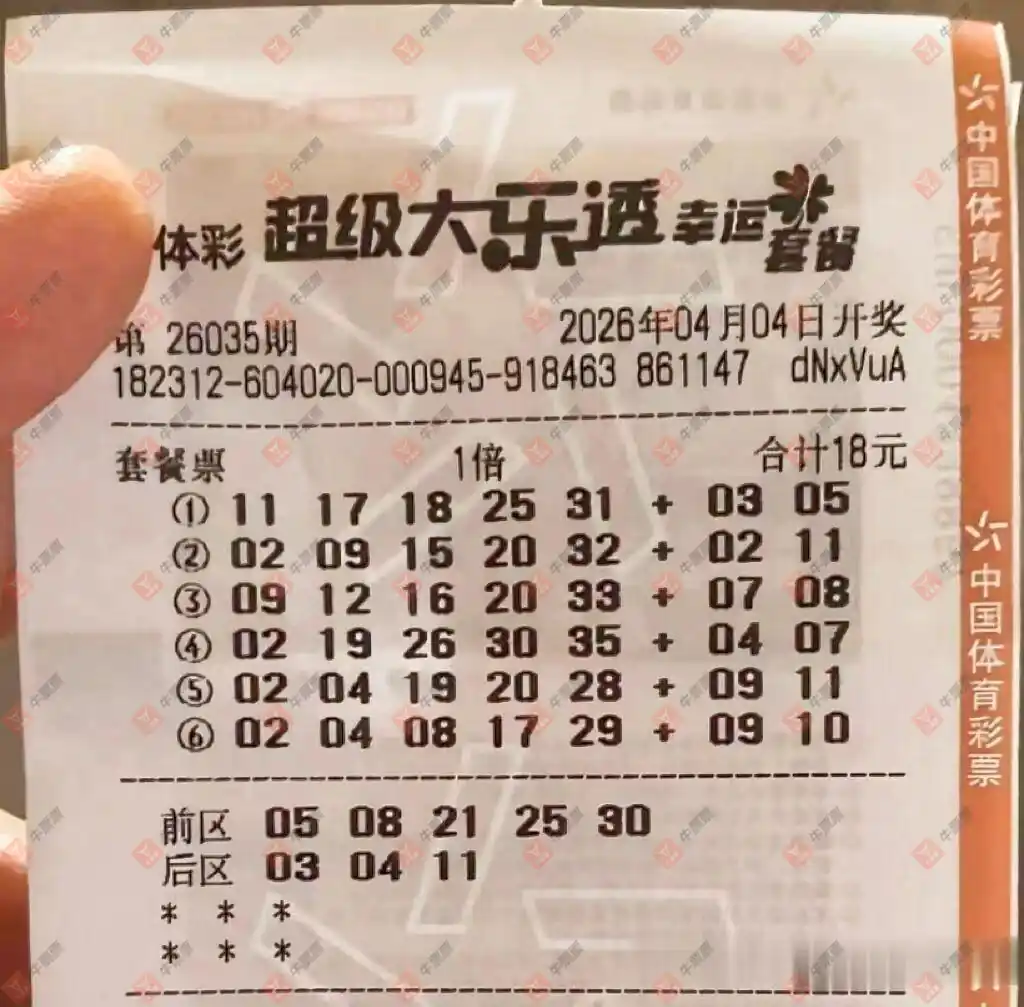 体彩 超级大乐透 幸运套餐
第 26035期 2026年04月04日开奖
182312-604020-000945-918463 861147 dNxVuA
套餐票 1倍 合计18元
① 11 17 18 25 31 + 03 05
② 02 09 15 20 32 + 02 11
③ 09 12 16 20 33 + 07 08
④ 02 19 26 30 35 + 04 07
⑤ 02 04 19 20 28 + 09 11
⑥ 02 04 08 17 29 + 09 10
前区 05 08 21 25 30
后区 03 04 11
* * *
* * *
中国体育彩票
中国体育彩票
牛票票